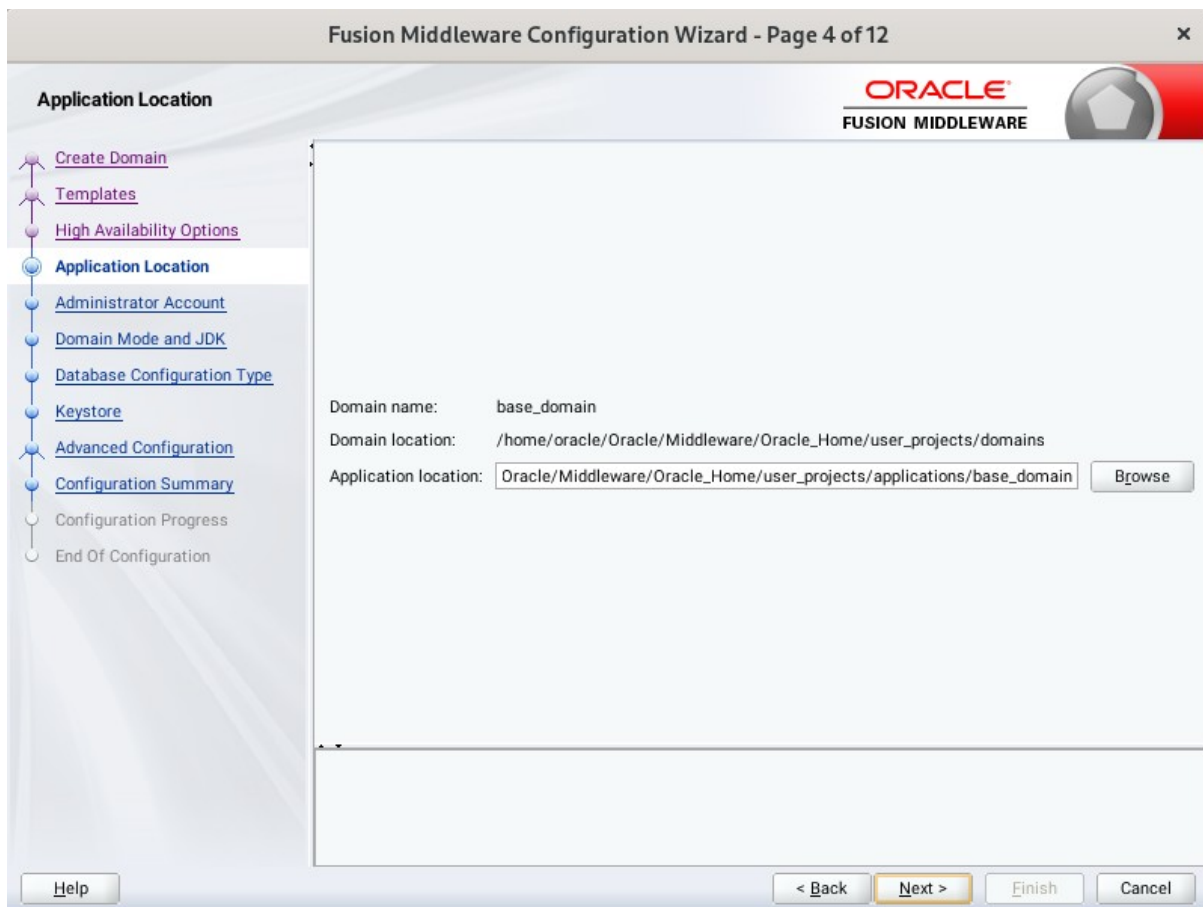 Fusion Middleware Configuration Wizard - Page 4 of 12
×
Application Location
ORACLE
FUSION MIDDLEWARE
Create Domain
Templates
High Availability Options
Application Location
Administrator Account
Domain Mode and JDK
Database Configuration Type
Keystore
Advanced Configuration
Configuration Summary
Configuration Progress
End Of Configuration
Domain name: base_domain
Domain location: /home/oracle/Oracle/Middleware/Oracle_Home/user_projects/domains
Application location: Oracle/Middleware/Oracle_Home/user_projects/applications/base_domain Browse
Help < Back Next > Finish Cancel